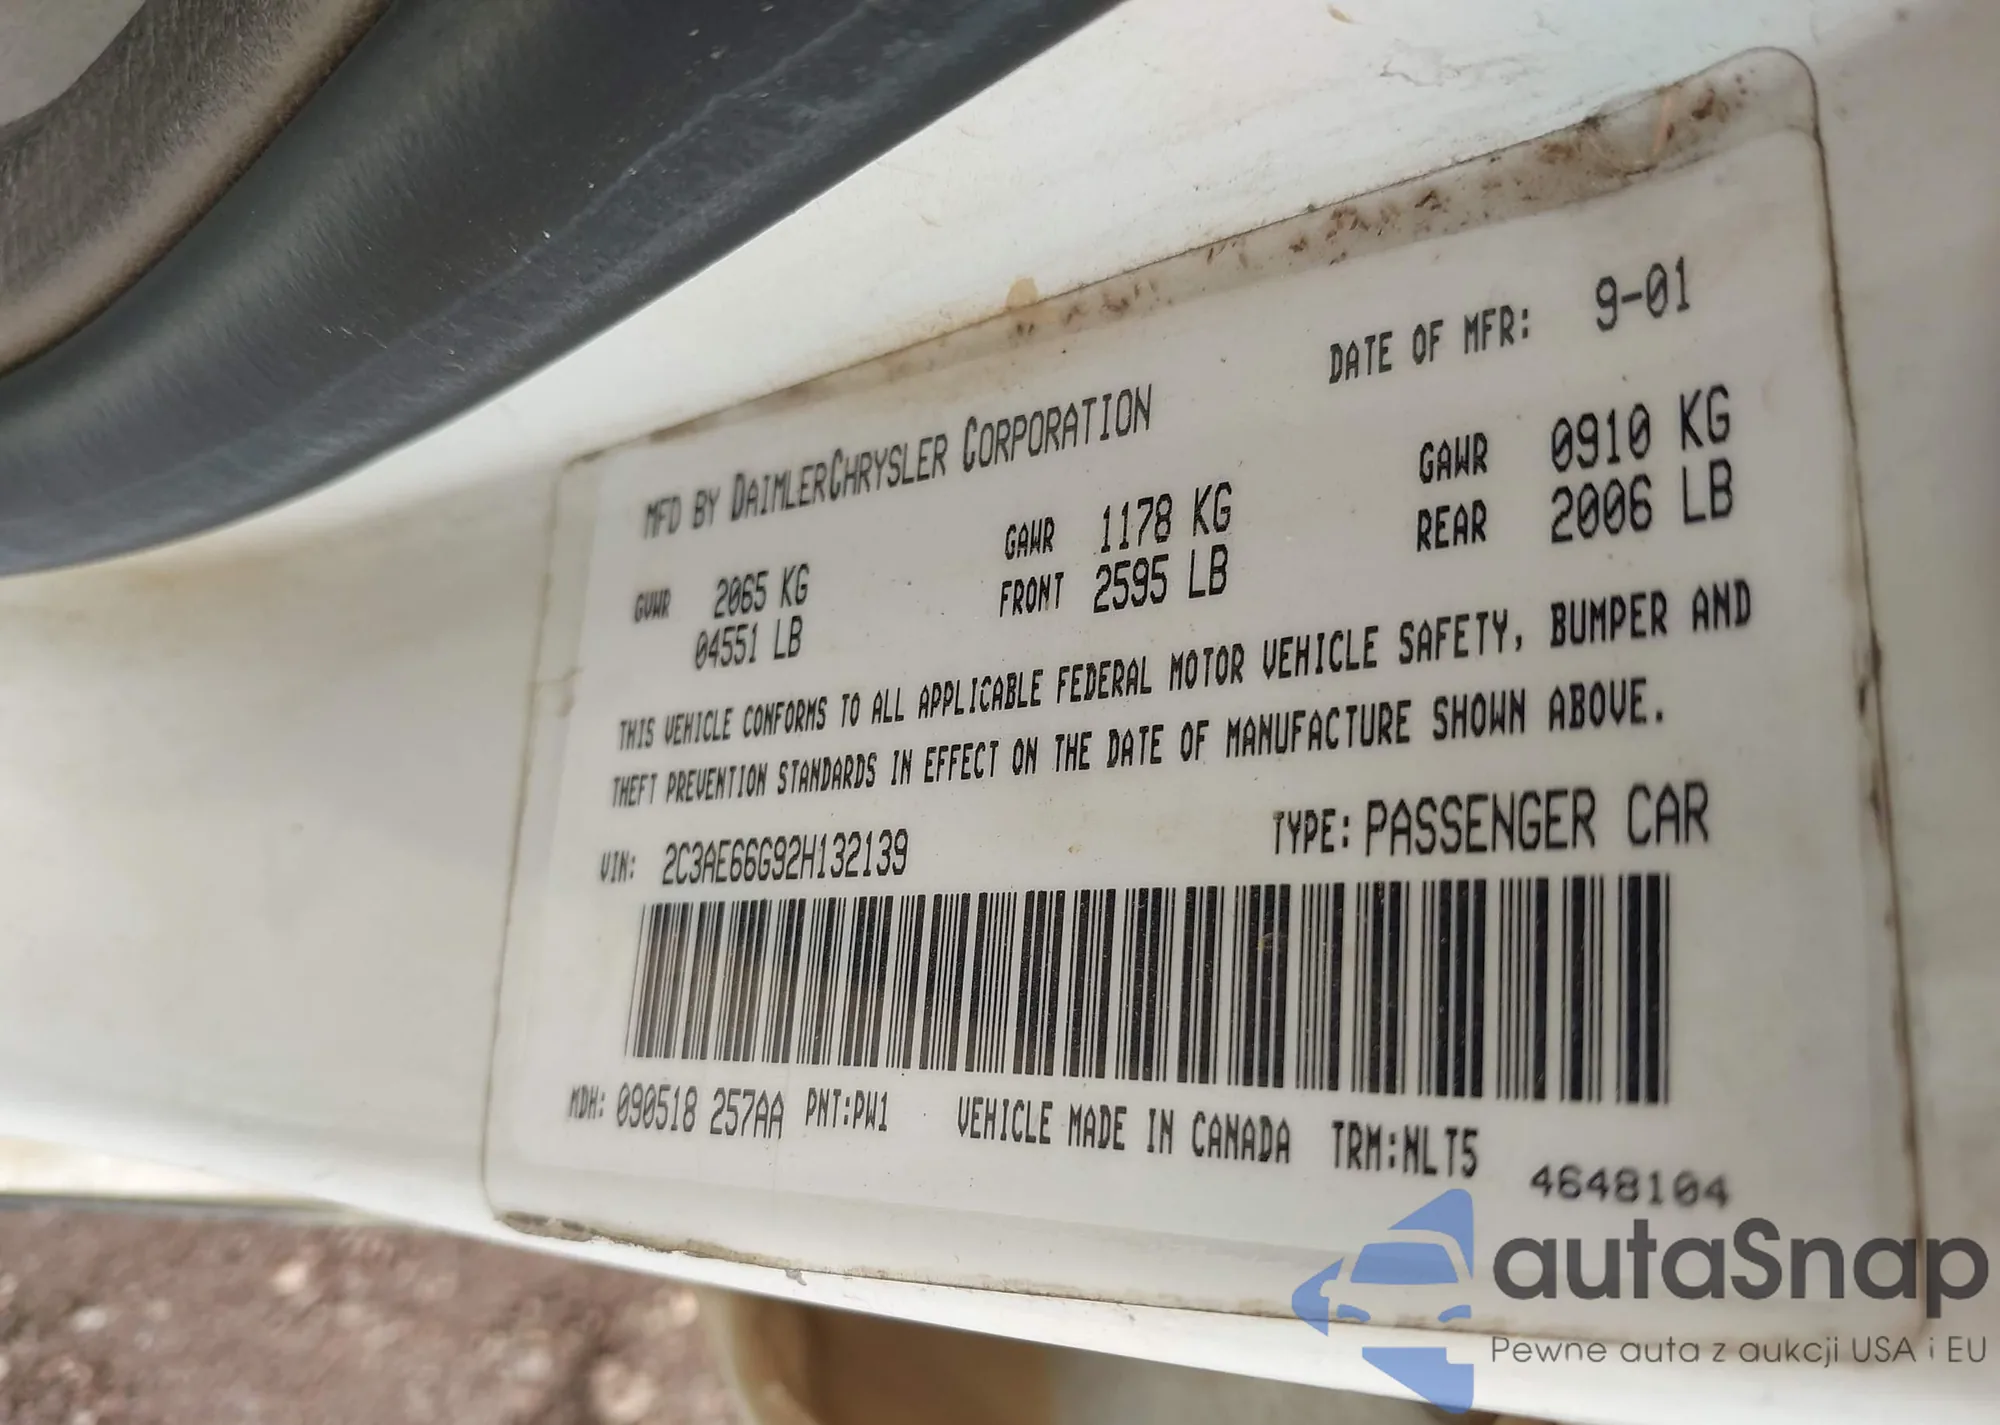 MFD BY DAIMLERCHRYSLER CORPORATION DATE OF MFR: 9-01
GVWR 2065 KG GAWR 1178 KG GAWR 0910 KG
04551 LB FRONT 2595 LB REAR 2006 LB
THIS VEHICLE CONFORMS TO ALL APPLICABLE FEDERAL MOTOR VEHICLE SAFETY, BUMPER AND
THEFT PREVENTION STANDARDS IN EFFECT ON THE DATE OF MANUFACTURE SHOWN ABOVE.
VIN: 2C3AE66G92H132139 TYPE: PASSENGER CAR
MDH: 090518 257AA PNT:PW1 VEHICLE MADE IN CANADA TRM:NLT5
4648104
autaSnap
Pewne auta z aukcji USA i EU